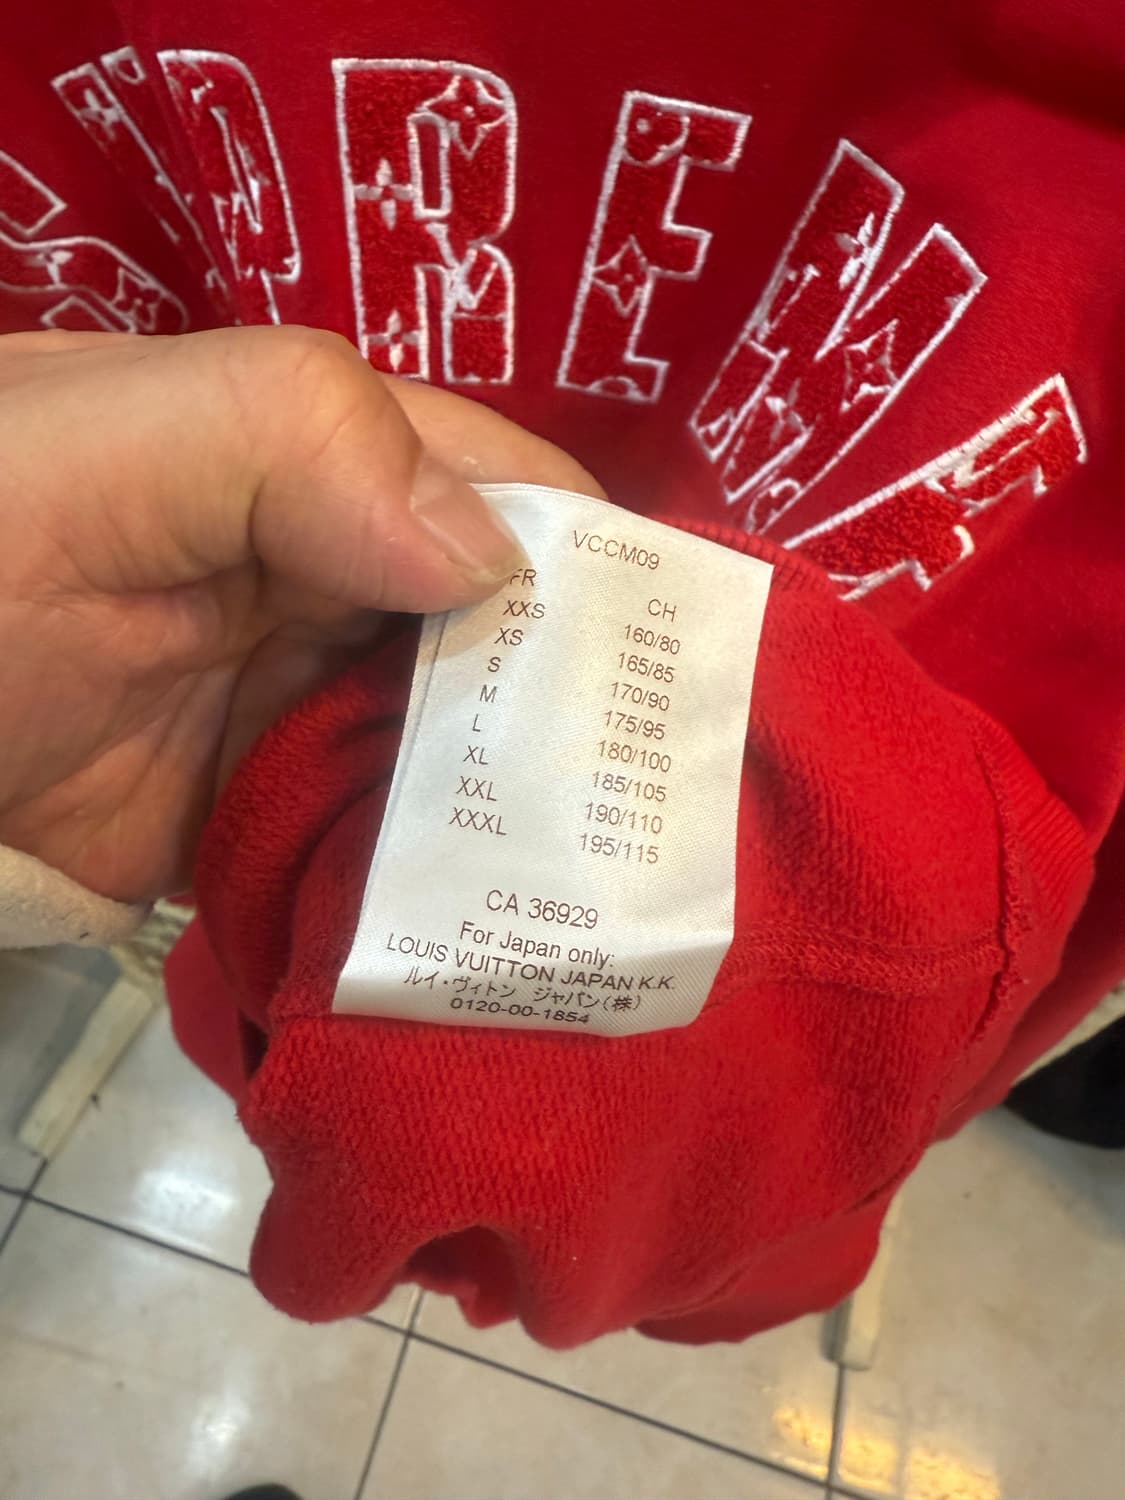 SUPREME
VCCM09
FR CH
XXS 160/80
XS 165/85
S 170/90
M 175/95
L 180/100
XL 185/105
XXL 190/110
XXXL 195/115
CA 36929
For Japan only:
LOUIS VUITTON JAPAN K.K.
ルイ・ヴィトン ジャパン(株)
0120-00-1854